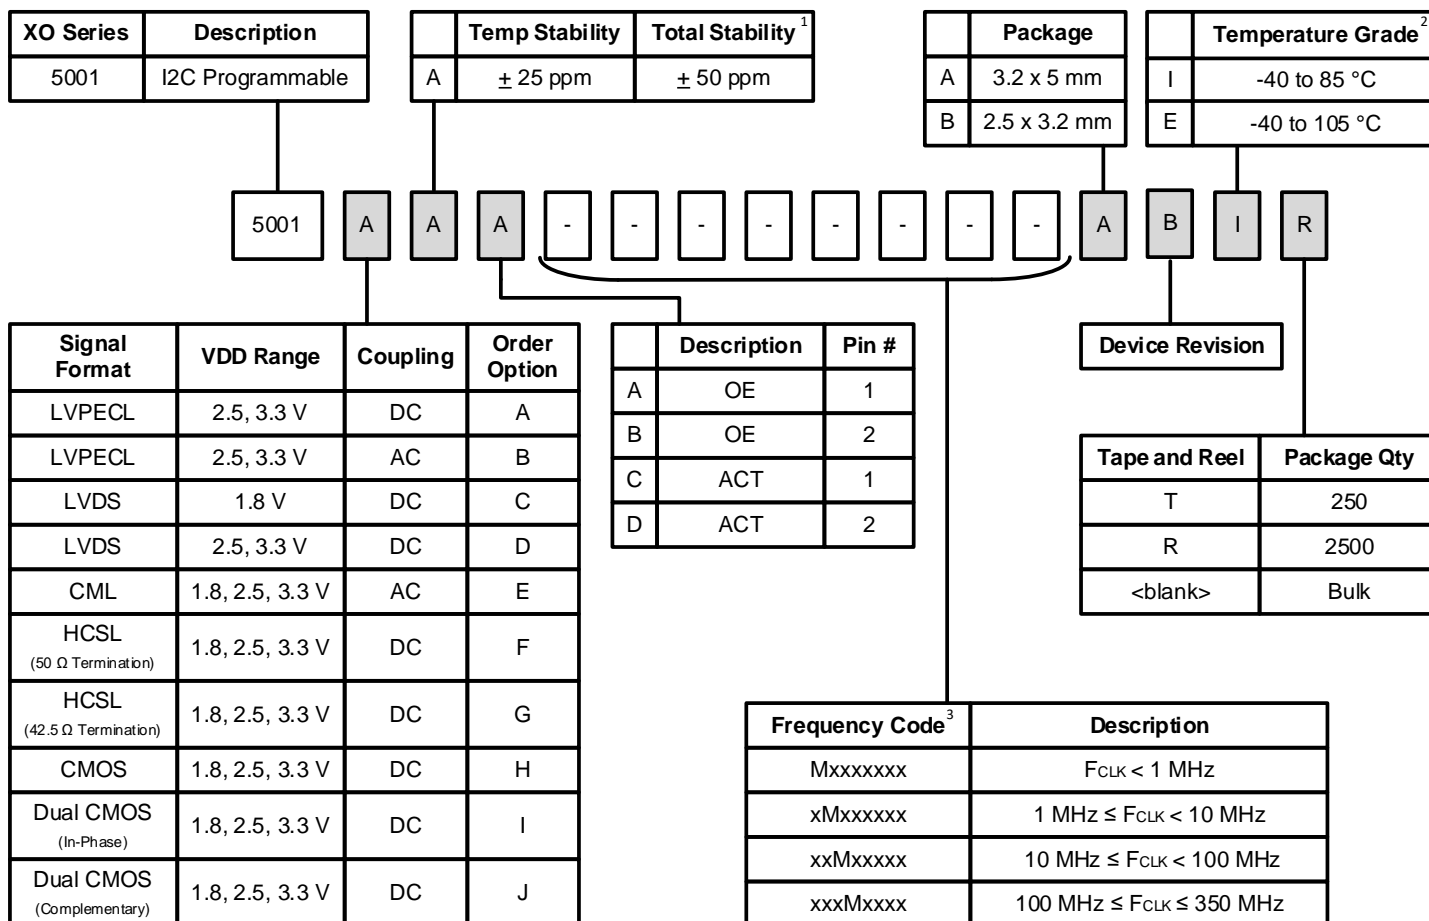 XO Series Description
5001 I2C Programmable
Temp Stability Total Stability 1
A ± 25 ppm ± 50 ppm
Package
A 3.2 x 5 mm
B 2.5 x 3.2 mm
Temperature Grade 2
I -40 to 85 °C
E -40 to 105 °C
5001 A A A - - - - - - - - A B I R
Signal Format VDD Range Coupling Order Option
LVPECL 2.5, 3.3 V DC A
LVPECL 2.5, 3.3 V AC B
LVDS 1.8 V DC C
LVDS 2.5, 3.3 V DC D
CML 1.8, 2.5, 3.3 V AC E
HCSL (50 Ω Termination) 1.8, 2.5, 3.3 V DC F
HCSL (42.5 Ω Termination) 1.8, 2.5, 3.3 V DC G
CMOS 1.8, 2.5, 3.3 V DC H
Dual CMOS (In-Phase) 1.8, 2.5, 3.3 V DC I
Dual CMOS (Complementary) 1.8, 2.5, 3.3 V DC J
Description Pin #
A OE 1
B OE 2
C ACT 1
D ACT 2
Device Revision
Tape and Reel Package Qty
T 250
R 2500
<blank> Bulk
Frequency Code 3 Description
Mxxxxxxx FCLK < 1 MHz
xMxxxxxx 1 MHz ≤ FCLK < 10 MHz
xxMxxxxx 10 MHz ≤ FCLK < 100 MHz
xxxMxxxx 100 MHz ≤ FCLK ≤ 350 MHz